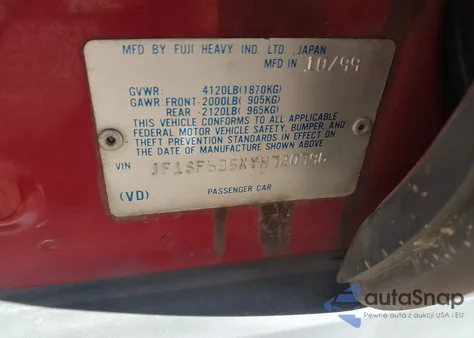 MFD BY FUJI HEAVY IND. LTD. JAPAN
MFD IN 10/99
GVWR: 4120LB(1870KG)
GAWR: FRONT-2000LB( 905KG)
REAR -2120LB( 965KG)
THIS VEHICLE CONFORMS TO ALL APPLICABLE
FEDERAL MOTOR VEHICLE SAFETY, BUMPER, AND
THEFT PREVENTION STANDARDS IN EFFECT ON
THE DATE OF MANUFACTURE SHOWN ABOVE.
VIN
(VD) PASSENGER CAR
autoSnap
Pewne auta z aukcji USA i EU